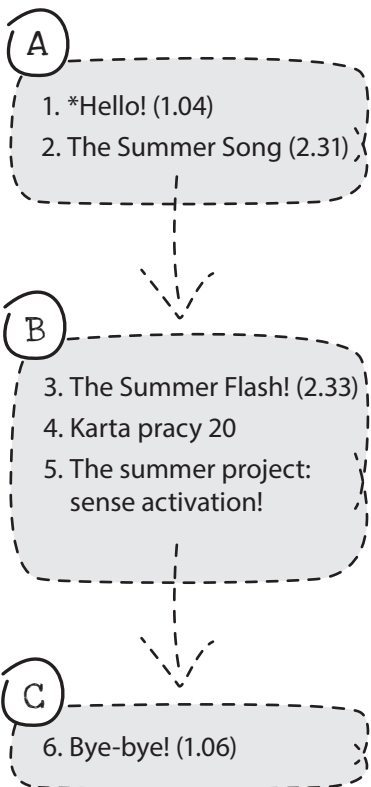 A
1. *Hello! (1.04)
2. The Summer Song (2.31)
B
3. The Summer Flash! (2.33)
4. Karta pracy 20
5. The summer project:
sense activation!
C
6. Bye-bye! (1.06)